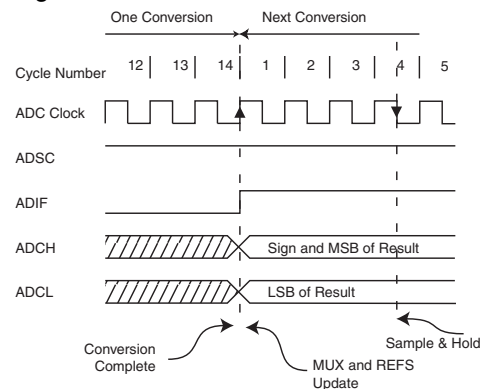 One Conversion Next Conversion
Cycle Number 12 13 14 1 2 3 4 5
ADC Clock
ADSC
ADIF
ADCH Sign and MSB of Result
ADCL LSB of Result
Conversion Complete
MUX and REFS Update
Sample & Hold